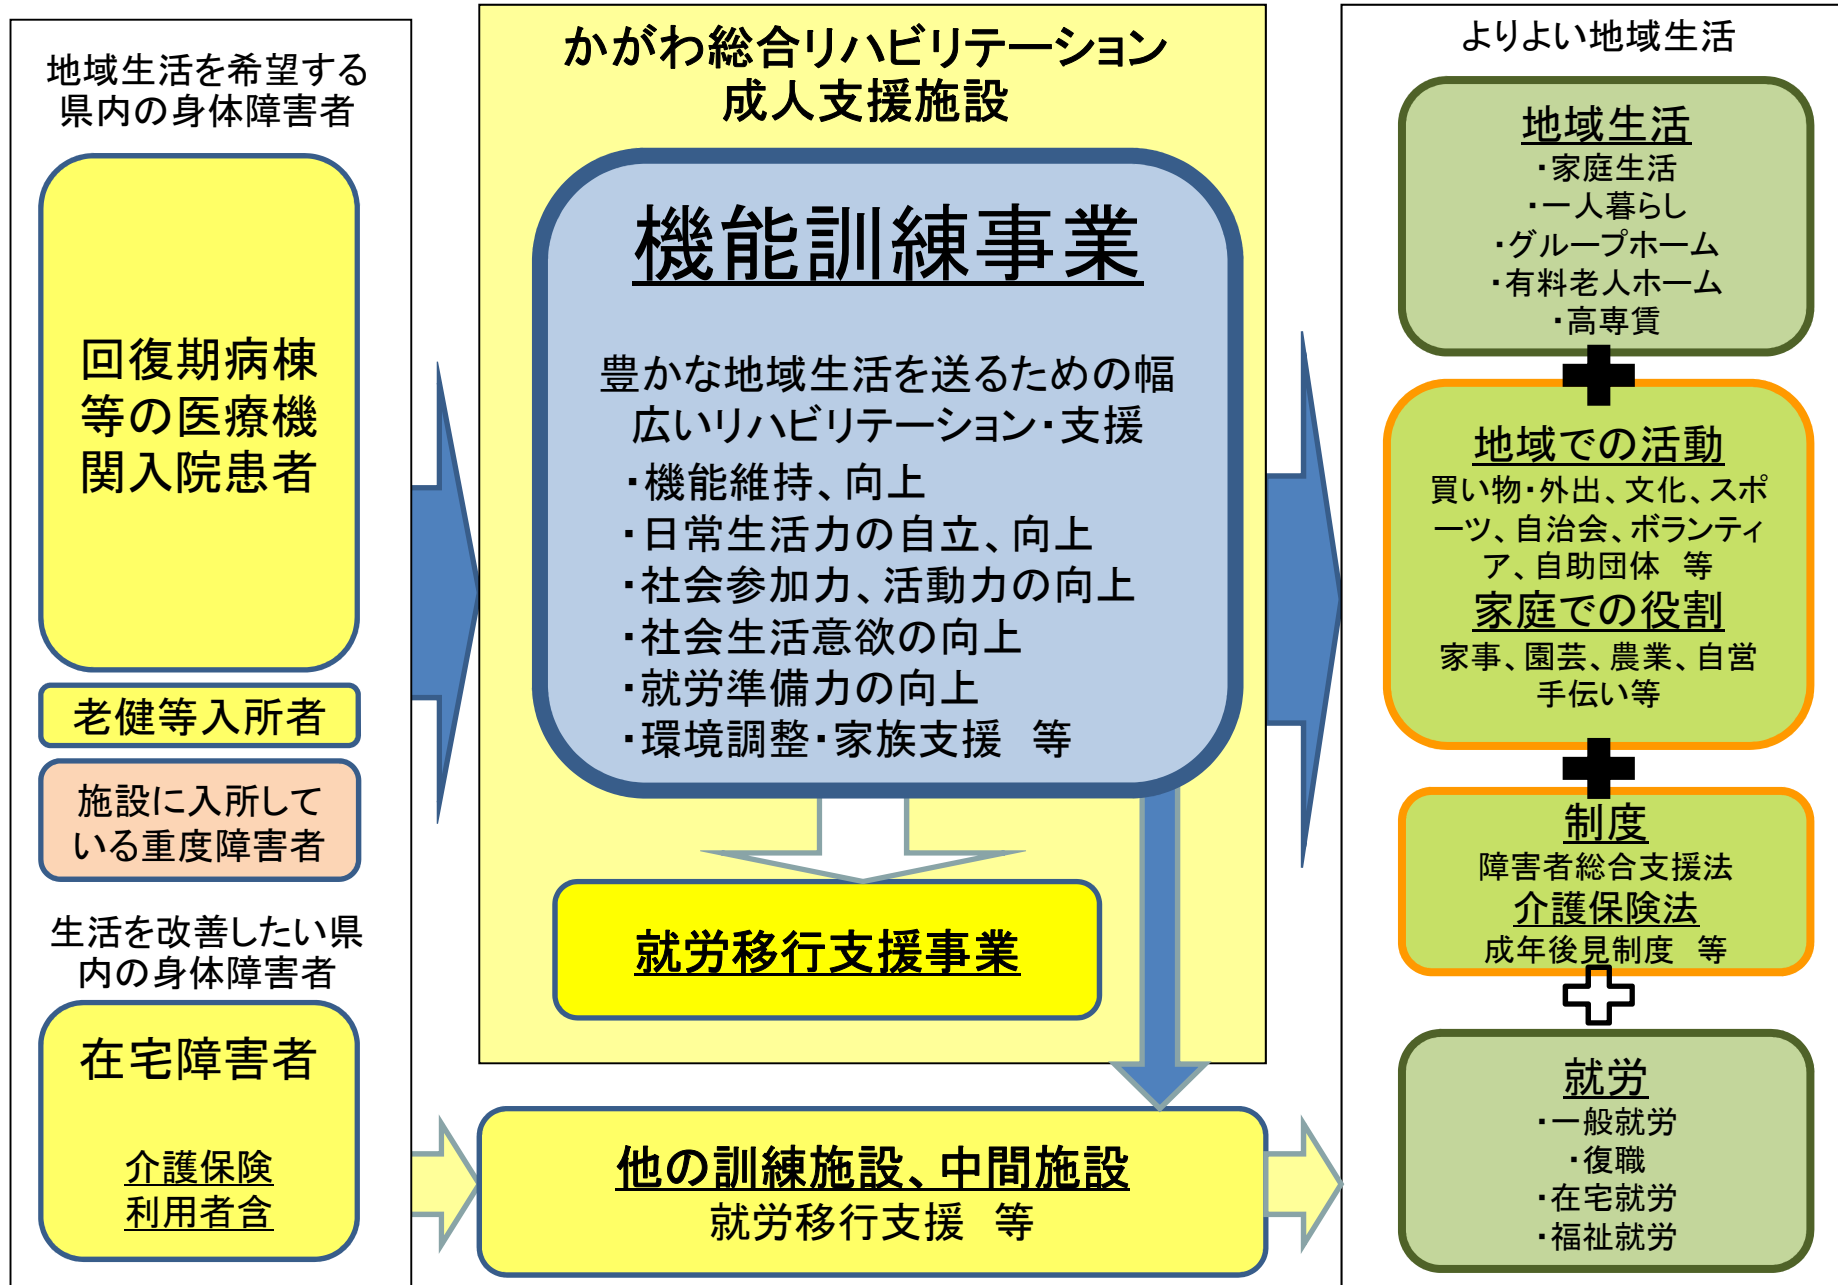 地域生活を希望する
県内の身体障害者
回復期病棟
等の医療機
関入院患者
老健等入所者
施設に入所して
いる重度障害者
生活を改善したい県
内の身体障害者
在宅障害者
介護保険
利用者含
かがわ総合リハビリテーション
成人支援施設
機能訓練事業
豊かな地域生活を送るための幅
広いリハビリテーション・支援
・機能維持、向上
・日常生活力の自立、向上
・社会参加力、活動力の向上
・社会生活意欲の向上
・就労準備力の向上
・環境調整・家族支援 等
就労移行支援事業
他の訓練施設、中間施設
就労移行支援 等
よりよい地域生活
地域生活
・家庭生活
・一人暮らし
・グループホーム
・有料老人ホーム
・高専賃
地域での活動
買い物・外出、文化、スポ
ーツ、自治会、ボランティ
ア、自助団体 等
家庭での役割
家事、園芸、農業、自営
手伝い等
制度
障害者総合支援法
介護保険法
成年後見制度 等
就労
・一般就労
・復職
・在宅就労
・福祉就労